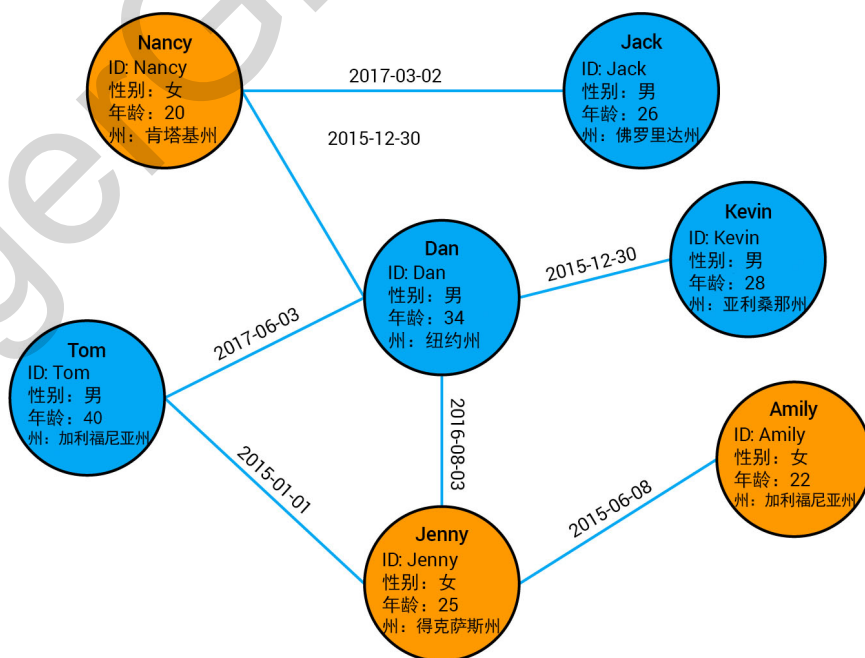 Nancy
ID: Nancy
性别：女
年龄：20
州：肯塔基州
2017-03-02
Jack
ID: Jack
性别：男
年龄：26
州：佛罗里达州
2015-12-30
Dan
ID: Dan
性别：男
年龄：34
州：纽约州
2015-12-30
Kevin
ID: Kevin
性别：男
年龄：28
州：亚利桑那州
2017-06-03
Tom
ID: Tom
性别：男
年龄：40
州：加利福尼亚州
2015-01-01
2016-08-03
Jenny
ID: Jenny
性别：女
年龄：25
州：得克萨斯州
2015-06-08
Amily
ID: Amily
性别：女
年龄：22
州：加利福尼亚州